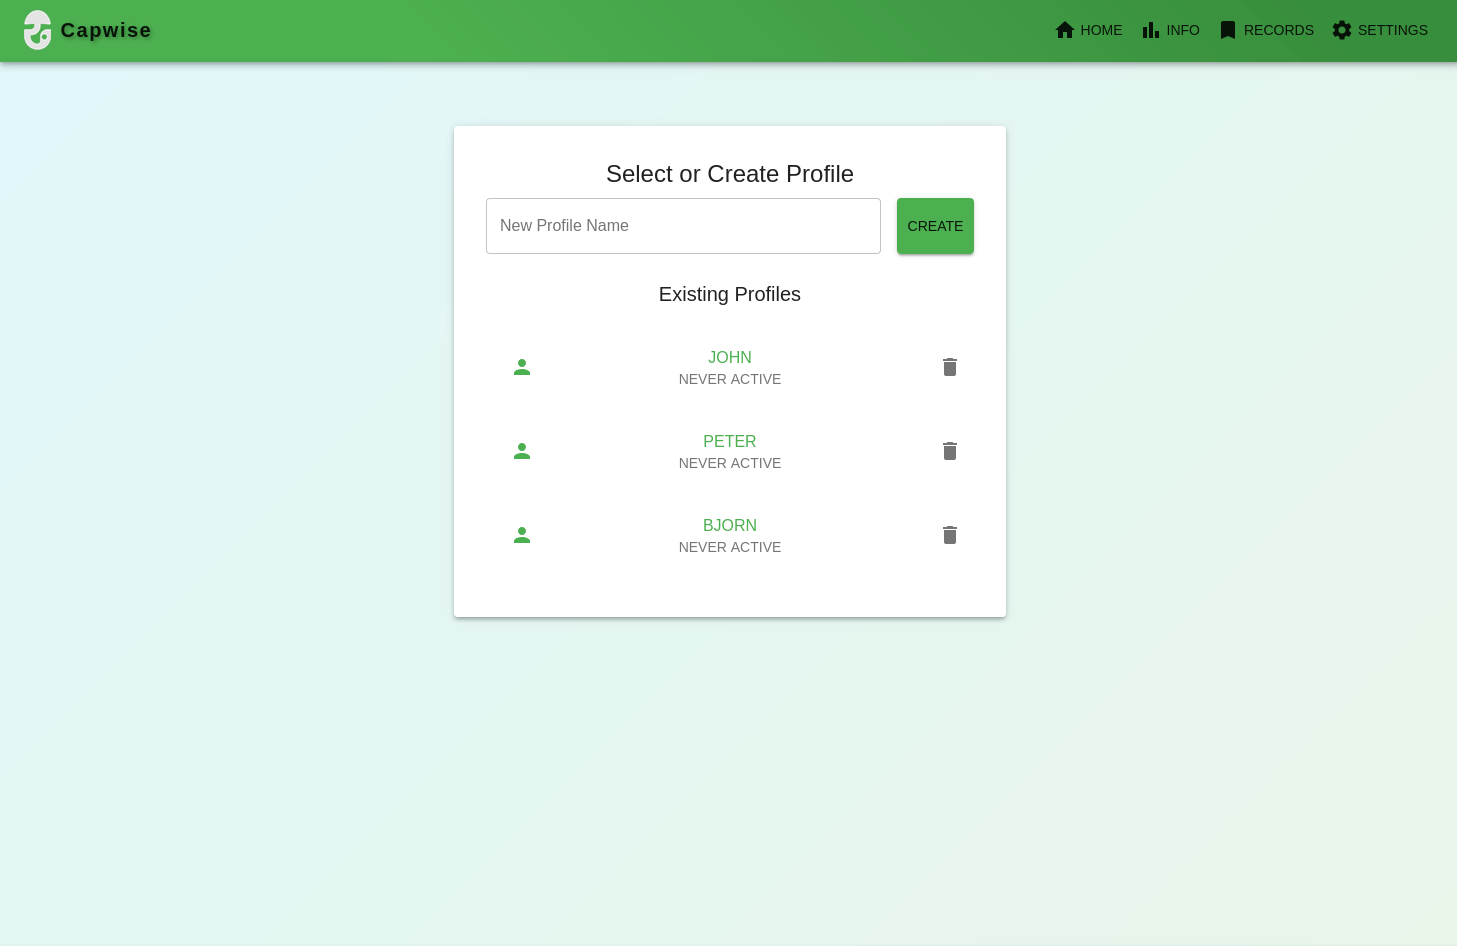 Capwise
HOME
INFO
RECORDS
SETTINGS
Select or Create Profile
New Profile Name
CREATE
Existing Profiles
JOHN
NEVER ACTIVE
PETER
NEVER ACTIVE
BJORN
NEVER ACTIVE